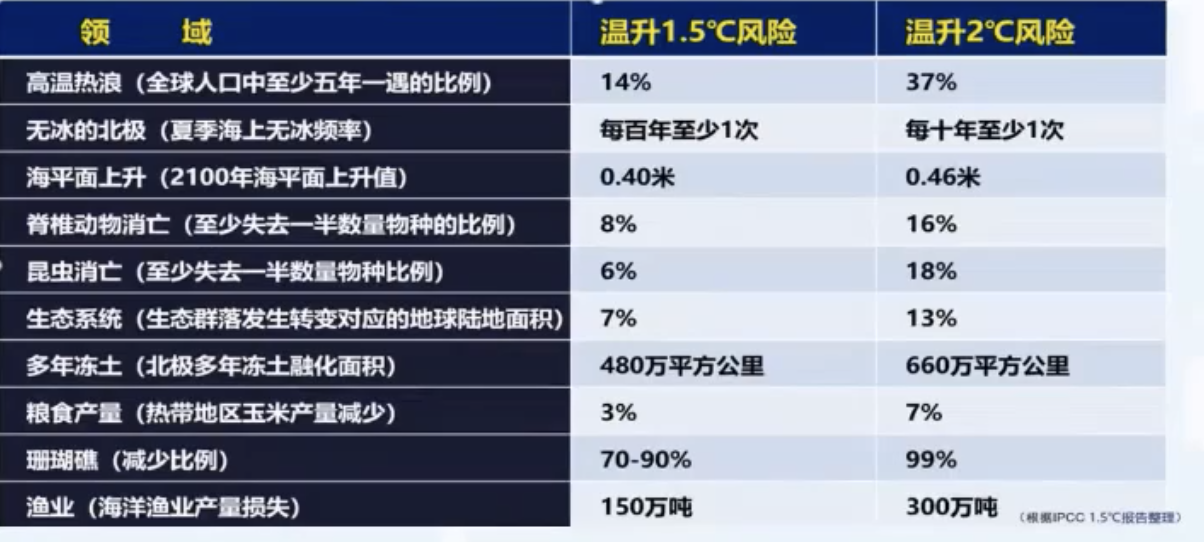 领 域 温升1.5℃风险 温升2℃风险
高温热浪（全球人口中至少五年一遇的比例） 14% 37%
无冰的北极（夏季海上无冰频率） 每百年至少1次 每十年至少1次
海平面上升（2100年海平面上升值） 0.40米 0.46米
脊椎动物消亡（至少失去一半数量物种的比例） 8% 16%
昆虫消亡（至少失去一半数量物种比例） 6% 18%
生态系统（生态群落发生转变对应的地球陆地面积） 7% 13%
多年冻土（北极多年冻土融化面积） 480万平方公里 660万平方公里
粮食产量（热带地区玉米产量减少） 3% 7%
珊瑚礁（减少比例） 70-90% 99%
渔业（海洋渔业产量损失） 150万吨 300万吨
（根据IPCC 1.5℃报告整理）